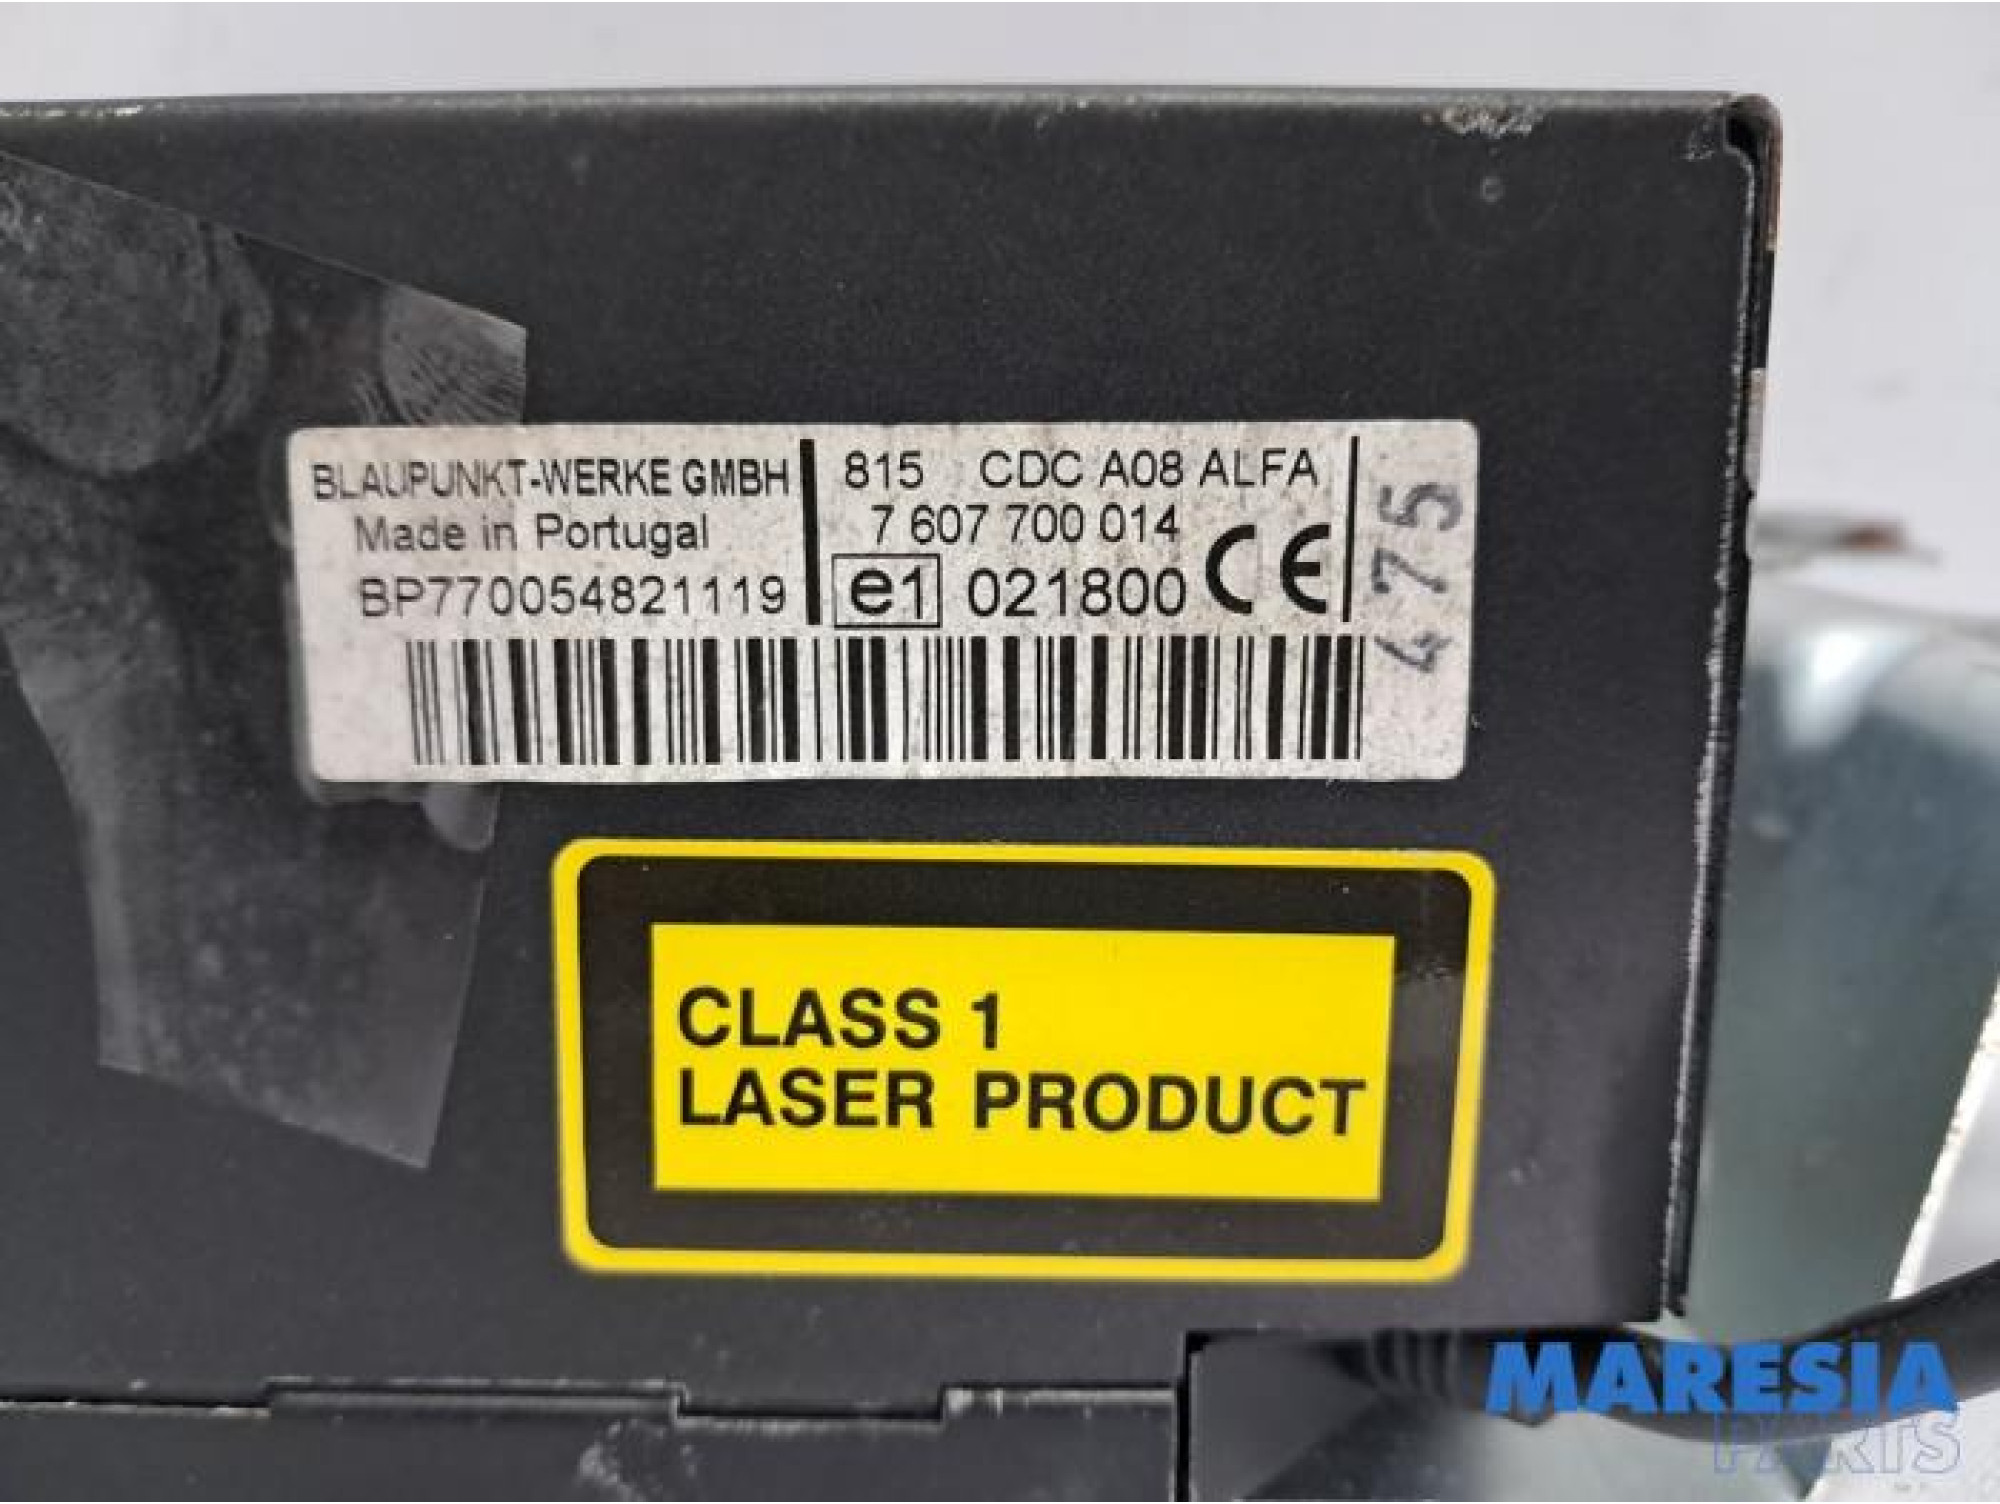 BLAUPUNKT-WERKE GMBH
Made in Portugal
BP770054821119
815 CDC A08 ALFA
7 607 700 014
e1 021800 CE
475
CLASS 1
LASER PRODUCT
MARESIA
PARTS